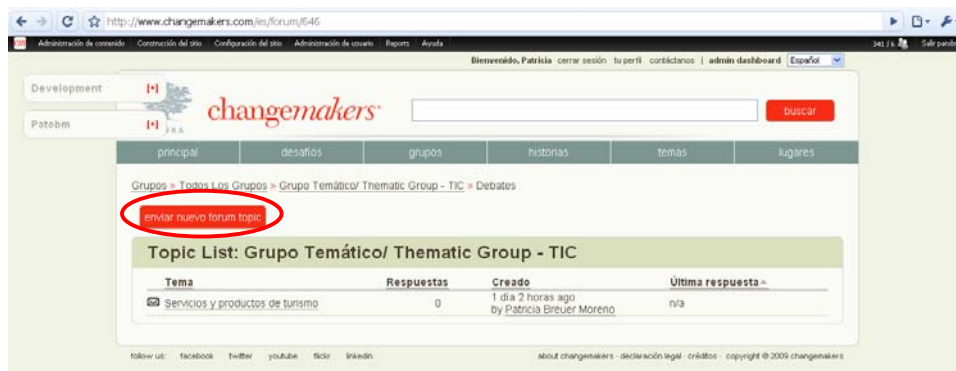 http://www.changemakers.com/es/forum/646
Administración de contenido Construcción del sitio Configuración del sitio Administración de usuario Reports Ayuda
Bienvenido, Patricia cerrar sesión tu perfil contáctanos | admin dashboard Español
Development [+]
Patobm [+]
changemakers
buscar
principal desafíos grupos historias temas lugares
Grupos » Todos Los Grupos » Grupo Temático/ Thematic Group - TIC » Debates
enviar nuevo forum topic
Topic List: Grupo Temático/ Thematic Group - TIC
Tema Respuestas Creado Última respuesta
Servicios y productos de turismo 0 1 día 2 horas ago n/a
by Patricia Breuer Moreno
follow us: facebook twitter youtube flickr linkedin about changemakers - declaración legal - créditos - copyright © 2009 changemakers